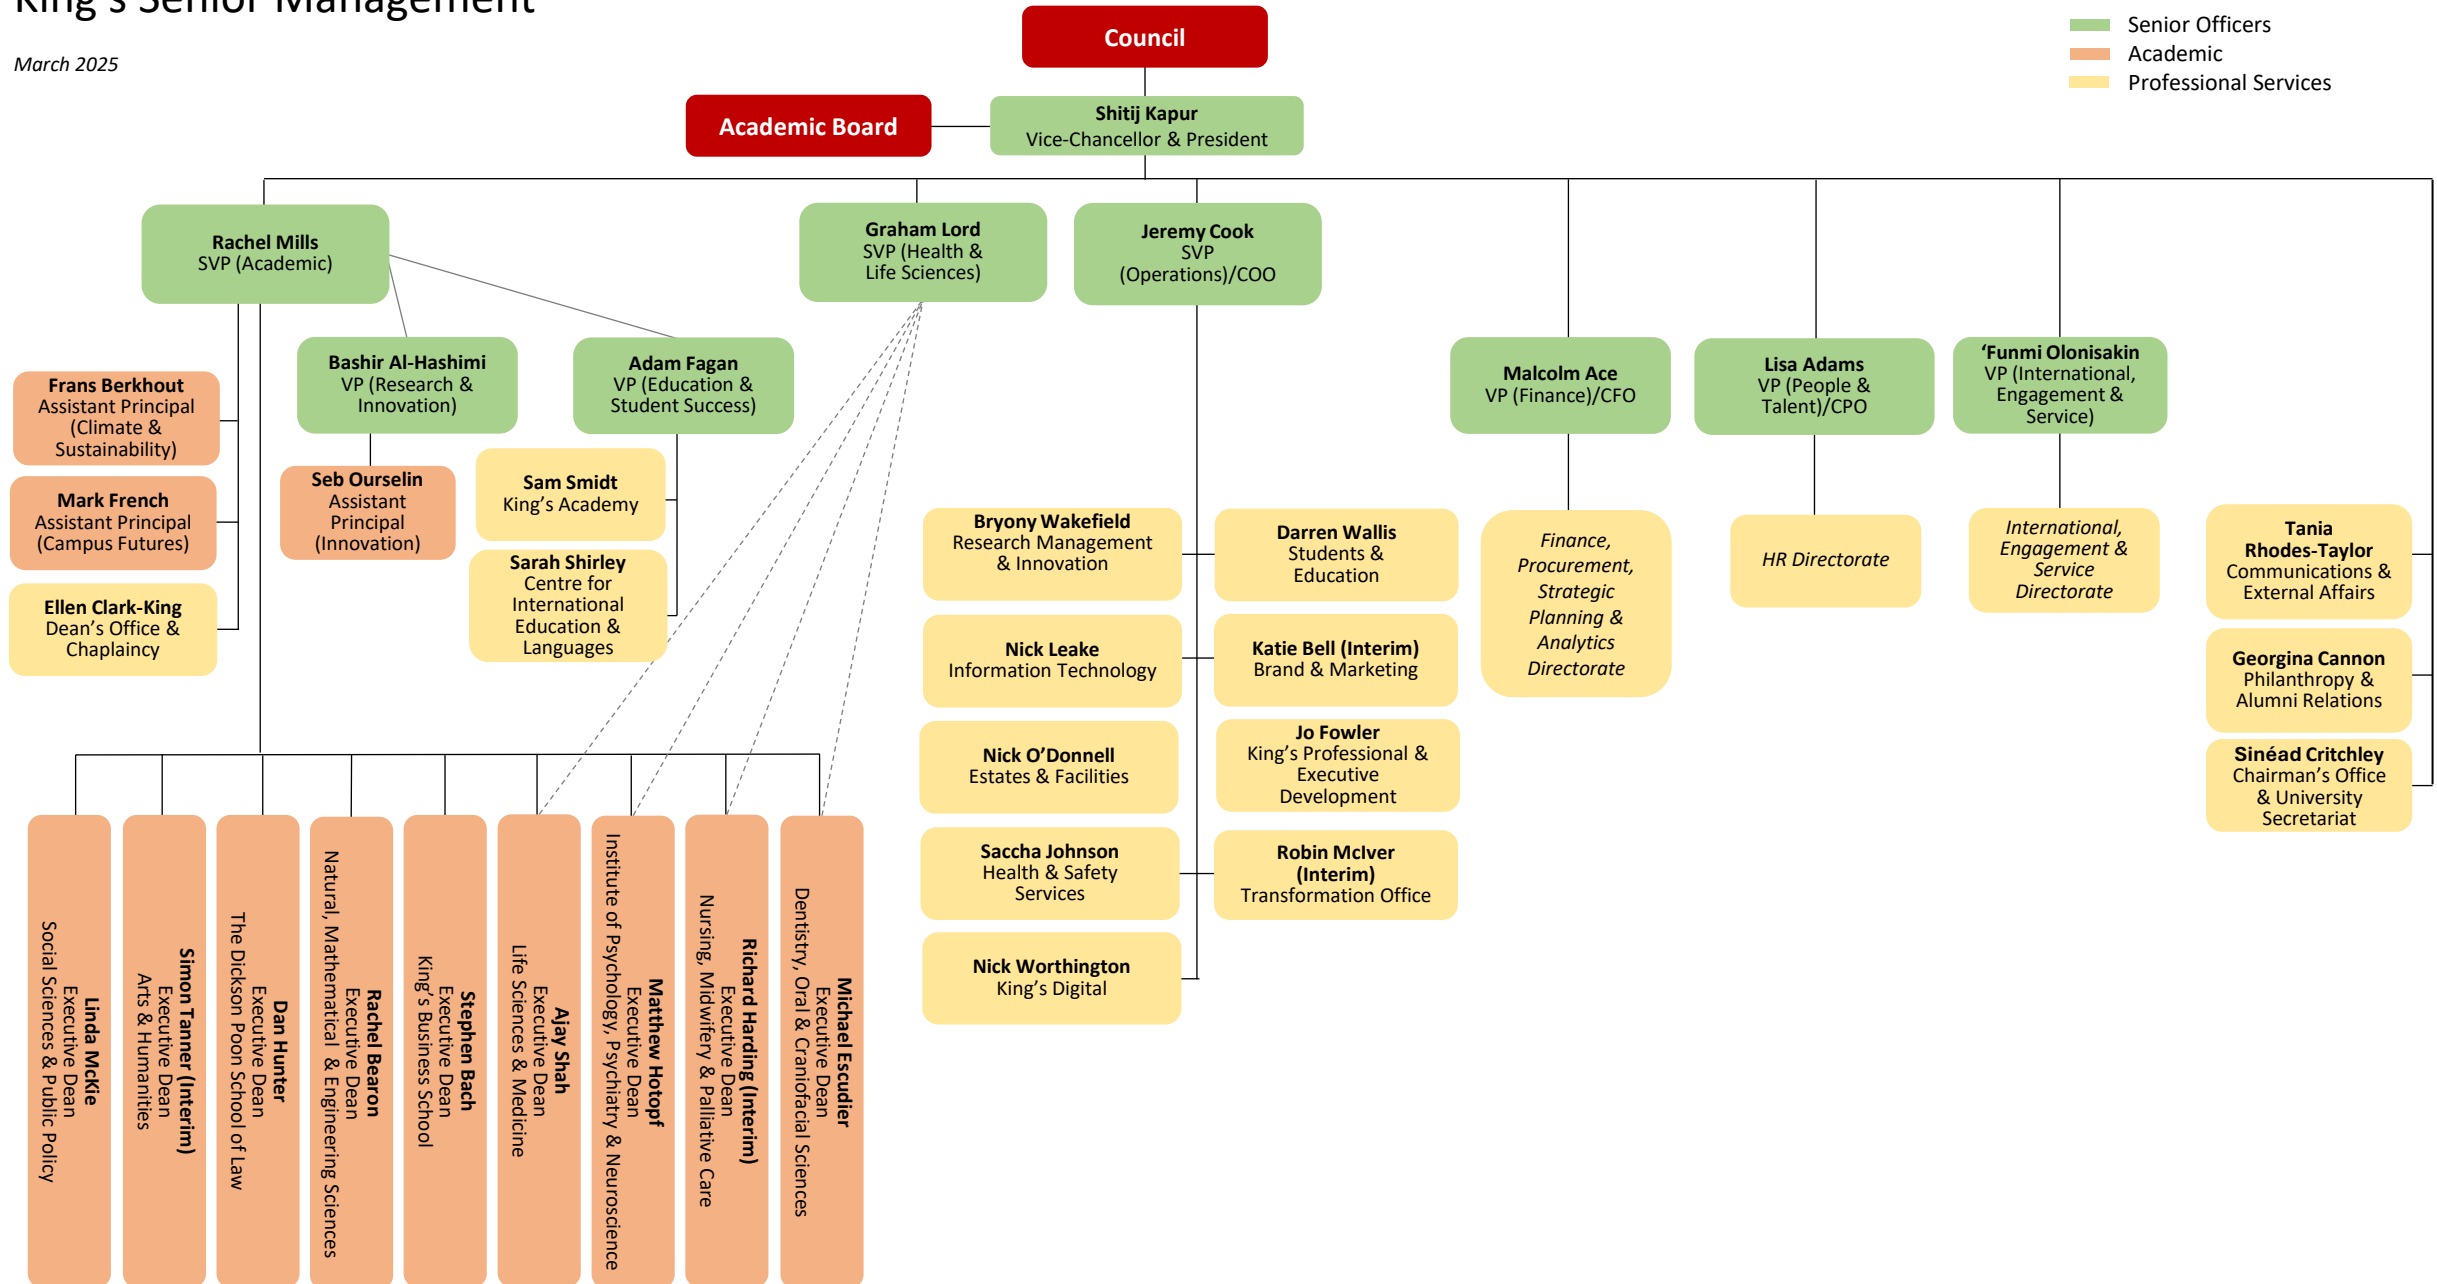 King's Senior Management
March 2025
Senior Officers
Academic
Professional Services
Council
Academic Board
Shitij Kapur
Vice-Chancellor & President
Rachel Mills
SVP (Academic)
Graham Lord
SVP (Health &
Life Sciences)
Jeremy Cook
SVP
(Operations)/COO
Bashir Al-Hashimi
VP (Research &
Innovation)
Adam Fagan
VP (Education &
Student Success)
Malcolm Ace
VP (Finance)/CFO
Lisa Adams
VP (People &
Talent)/CPO
‘Funmi Olonisakin
VP (International,
Engagement &
Service)
Frans Berkhout
Assistant Principal
(Climate &
Sustainability)
Mark French
Assistant Principal
(Campus Futures)
Ellen Clark-King
Dean’s Office &
Chaplaincy
Seb Ourselin
Assistant
Principal
(Innovation)
Sam Smidt
King’s Academy
Sarah Shirley
Centre for
International
Education &
Languages
Bryony Wakefield
Research Management
& Innovation
Darren Wallis
Students &
Education
Nick Leake
Information Technology
Katie Bell (Interim)
Brand & Marketing
Nick O’Donnell
Estates & Facilities
Jo Fowler
King’s Professional &
Executive
Development
Saccha Johnson
Health & Safety
Services
Robin McIver
(Interim)
Transformation Office
Nick Worthington
King’s Digital
Finance,
Procurement,
Strategic
Planning &
Analytics
Directorate
HR Directorate
International,
Engagement &
Service
Directorate
Tania
Rhodes-Taylor
Communications &
External Affairs
Georgina Cannon
Philanthropy &
Alumni Relations
Sinéad Critchley
Chairman’s Office
& University
Secretariat
Linda McKie
Executive Dean
Social Sciences & Public Policy
Simon Tanner (Interim)
Executive Dean
Arts & Humanities
Dan Hunter
Executive Dean
The Dickson Poon School of Law
Rachel Bearon
Executive Dean
Natural, Mathematical & Engineering Sciences
Stephen Bach
Executive Dean
King’s Business School
Ajay Shah
Executive Dean
Life Sciences & Medicine
Matthew Hotopf
Executive Dean
Institute of Psychology, Psychiatry & Neuroscience
Richard Harding (Interim)
Executive Dean
Nursing, Midwifery & Palliative Care
Michael Escudier
Executive Dean
Dentistry, Oral & Craniofacial Sciences